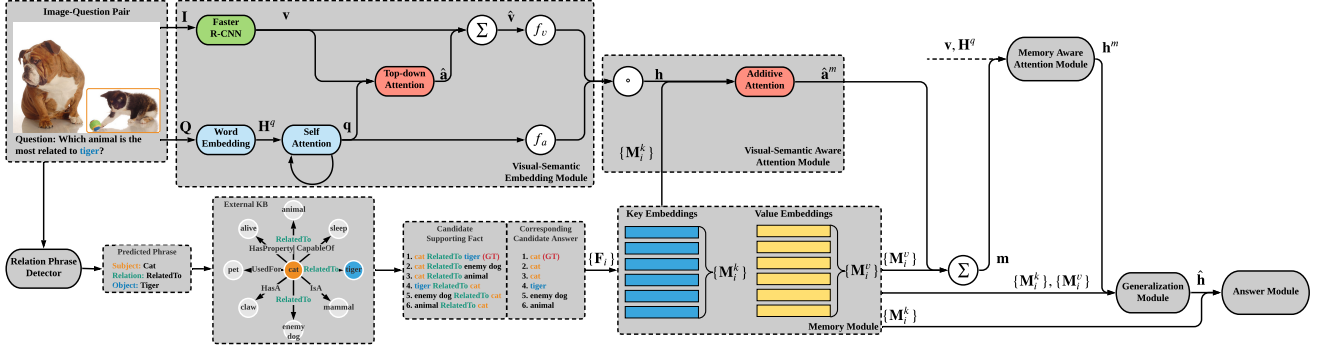 Image-Question Pair
Question: Which animal is the
most related to tiger?
I
Q
Faster
R-CNN
v
Word
Embedding
H^q
Self
Attention
q
Top-down
Attention
â
Σ
v̂
f_v
f_a
Visual-Semantic
Embedding Module
∘
h
{M_i^k}
Additive
Attention
â^m
Visual-Semantic Aware
Attention Module
v, H^q
Memory Aware
Attention Module
h^m
Relation Phrase
Detector
Predicted Phrase
Subject: Cat
Relation: RelatedTo
Object: Tiger
External KB
animal
alive
sleep
RelatedTo
HasProperty
CapableOf
pet
UsedFor
cat
RelatedTo
tiger
HasA
IsA
RelatedTo
claw
mammal
enemy
dog
Candidate
Supporting Fact
1. cat RelatedTo tiger (GT)
2. cat RelatedTo enemy dog
3. cat RelatedTo animal
4. tiger RelatedTo cat
5. enemy dog RelatedTo cat
6. animal RelatedTo cat
Corresponding
Candidate Answer
1. cat (GT)
2. cat
3. cat
4. tiger
5. enemy dog
6. animal
{F_i}
Key Embeddings
{M_i^k}
Value Embeddings
{M_i^v}
Memory Module
{M_i^v}
Σ
m
{M_i^k}, {M_i^v}
{M_i^k}
Generalization
Module
ĥ
Answer Module